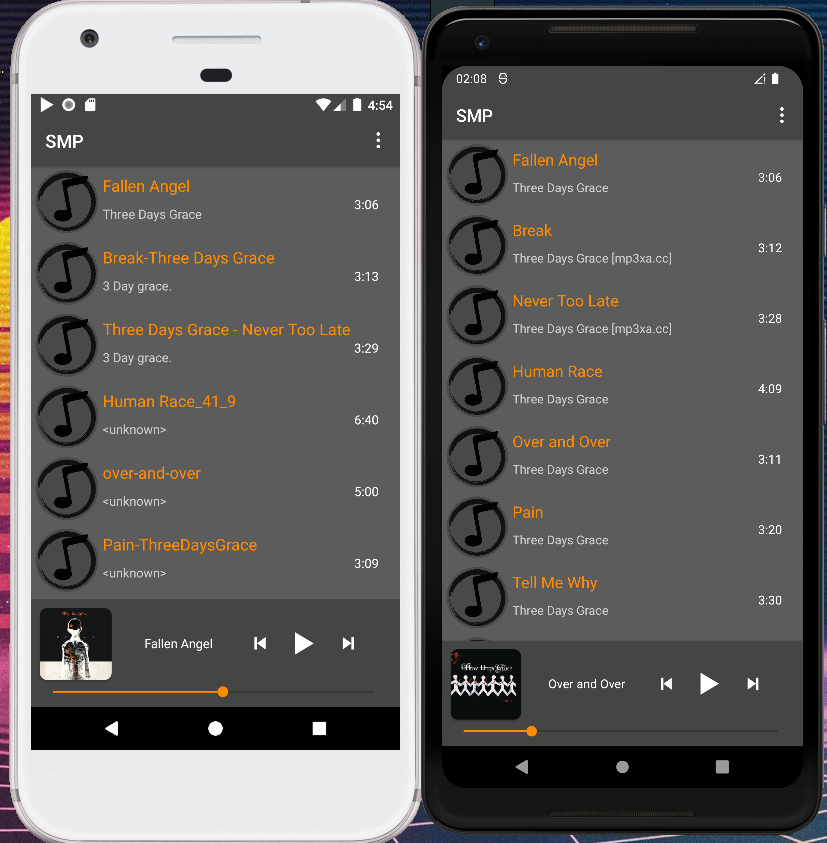 4:54
SMP
Fallen Angel
Three Days Grace
3:06
Break-Three Days Grace
3 Day grace.
3:13
Three Days Grace - Never Too Late
3 Day grace.
3:29
Human Race_41_9
<unknown>
6:40
over-and-over
<unknown>
5:00
Pain-ThreeDaysGrace
<unknown>
3:09
Fallen Angel
02:08
SMP
Fallen Angel
Three Days Grace
3:06
Break
Three Days Grace [mp3xa.cc]
3:12
Never Too Late
Three Days Grace [mp3xa.cc]
3:28
Human Race
Three Days Grace
4:09
Over and Over
Three Days Grace
3:11
Pain
Three Days Grace
3:20
Tell Me Why
Three Days Grace
3:30
Three Days Grace
Over and Over